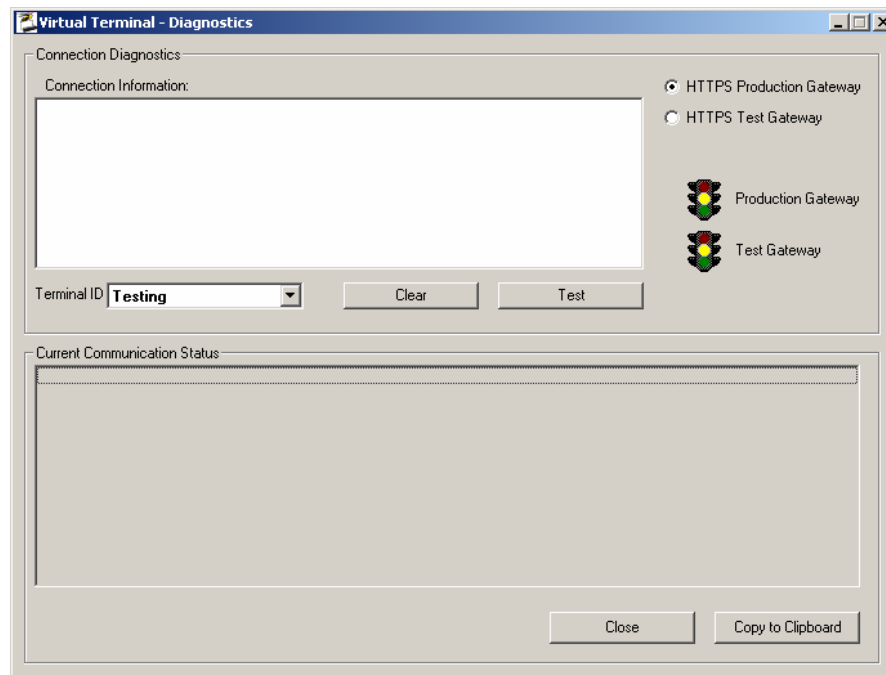 Virtual Terminal - Diagnostics
Connection Diagnostics
Connection Information:
HTTPS Production Gateway
HTTPS Test Gateway
Production Gateway
Test Gateway
Terminal ID Testing Clear Test
Current Communication Status
Close Copy to Clipboard